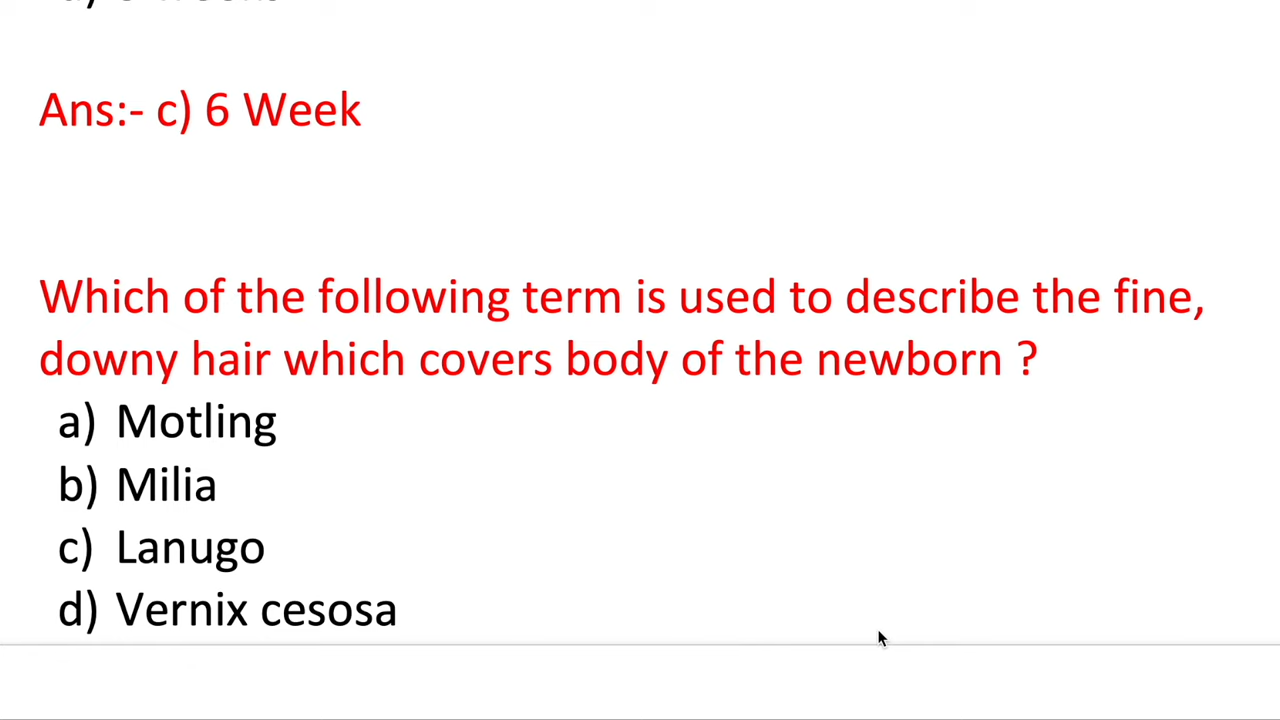 Ans:- c) 6 Week
Which of the following term is used to describe the fine,
downy hair which covers body of the newborn ?
a) Motling
b) Milia
c) Lanugo
d) Vernix cesosa